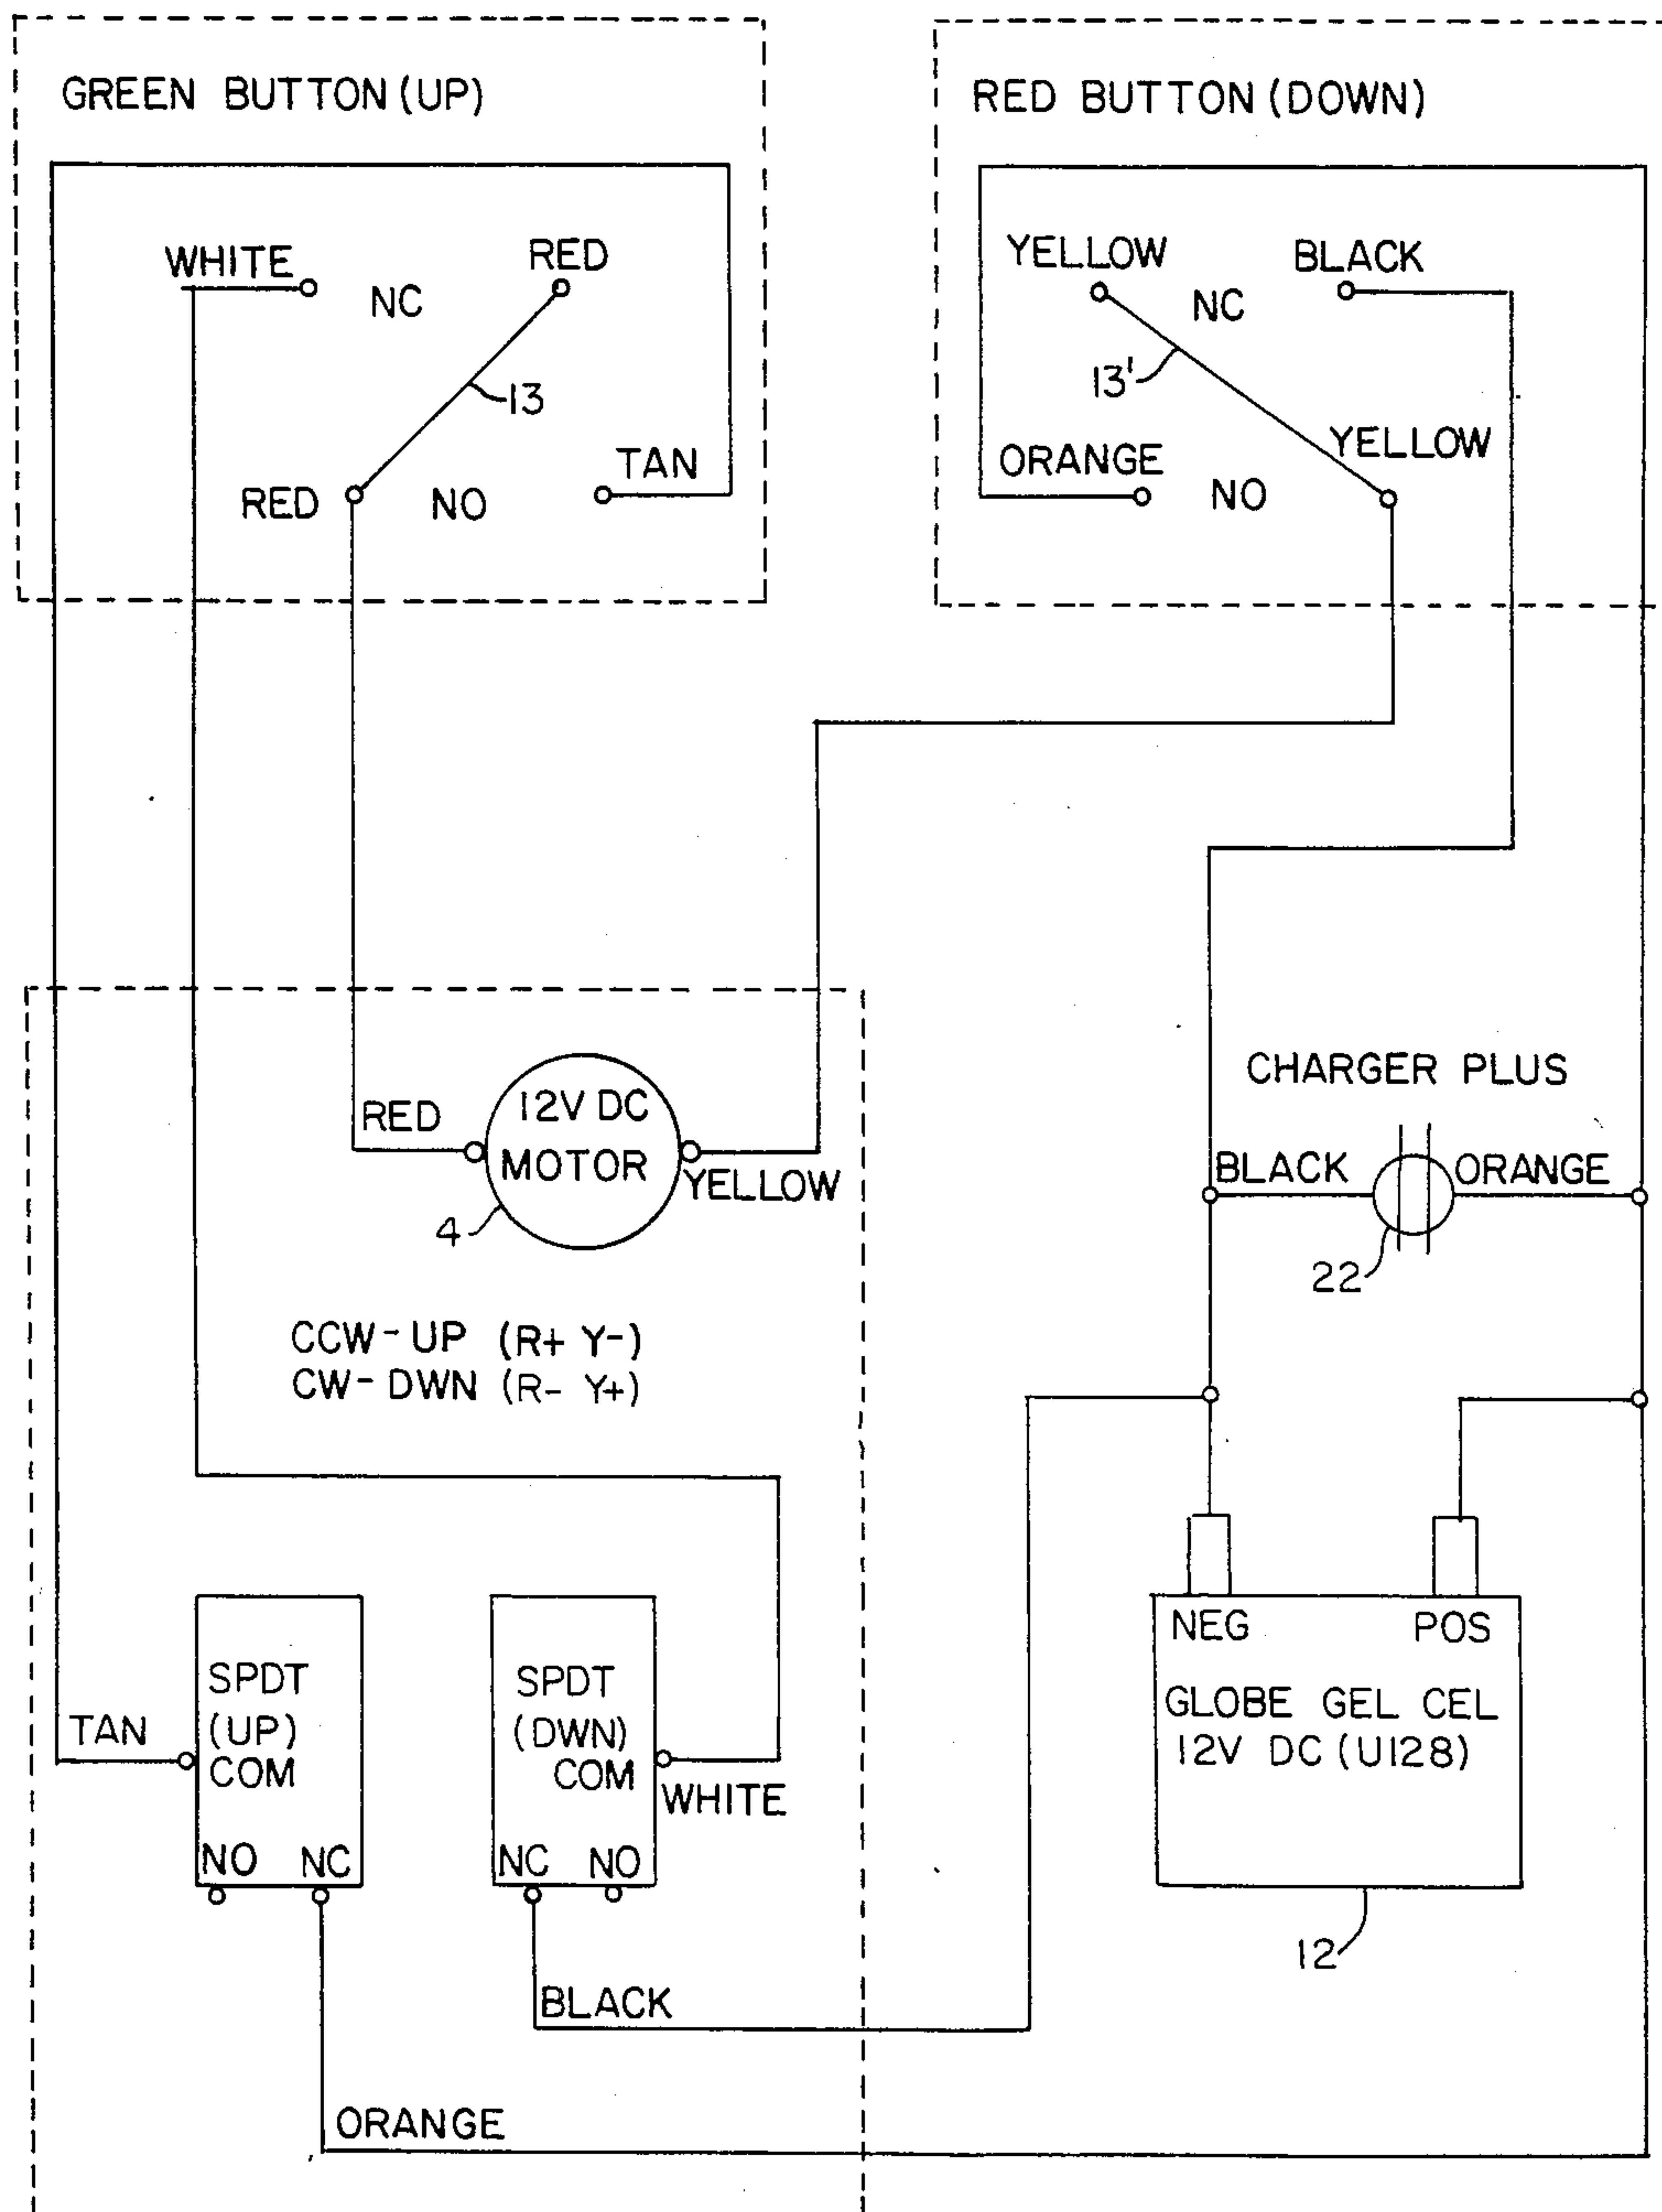 GREEN BUTTON (UP)
RED BUTTON (DOWN)
WHITE
NC
RED
13
RED
NO
TAN
YELLOW
NC
BLACK
13'
YELLOW
ORANGE
NO
RED
12V DC
MOTOR
YELLOW
4
CHARGER PLUS
BLACK
ORANGE
22
CCW-UP (R+ Y-)
CW-DWN (R- Y+)
SPDT
(UP)
COM
TAN
NO NC
SPDT
(DWN)
COM
WHITE
NC NO
NEG POS
GLOBE GEL CEL
12V DC (U128)
12
BLACK
ORANGE